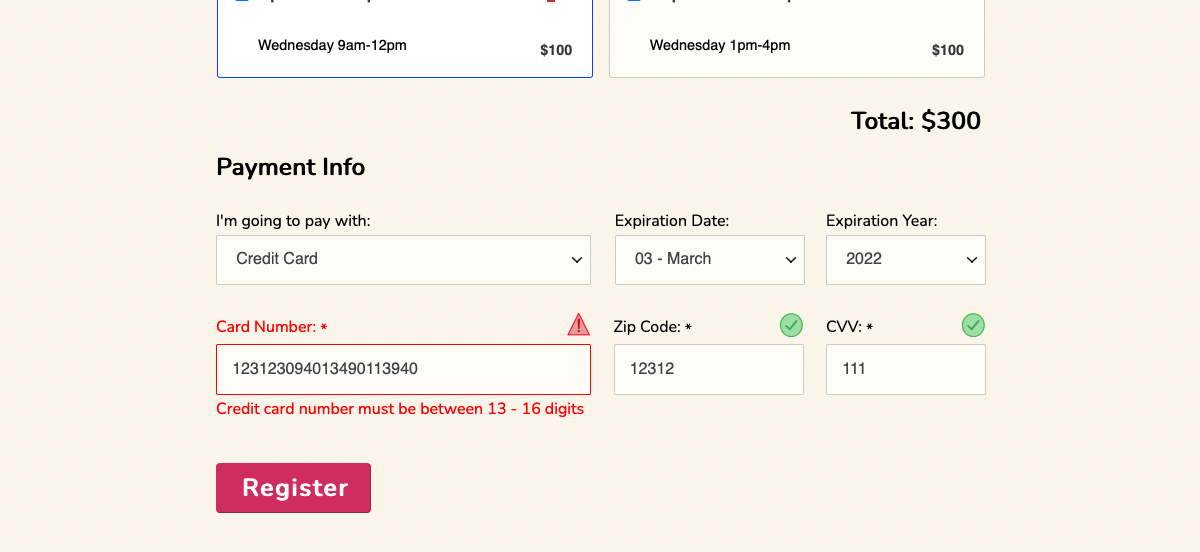 Wednesday 9am-12pm $100 Wednesday 1pm-4pm $100
Total: $300
Payment Info
I'm going to pay with: Expiration Date: Expiration Year:
Credit Card 03 - March 2022
Card Number: * Zip Code: * CVV: *
123123094013490113940 12312 111
Credit card number must be between 13 - 16 digits
Register